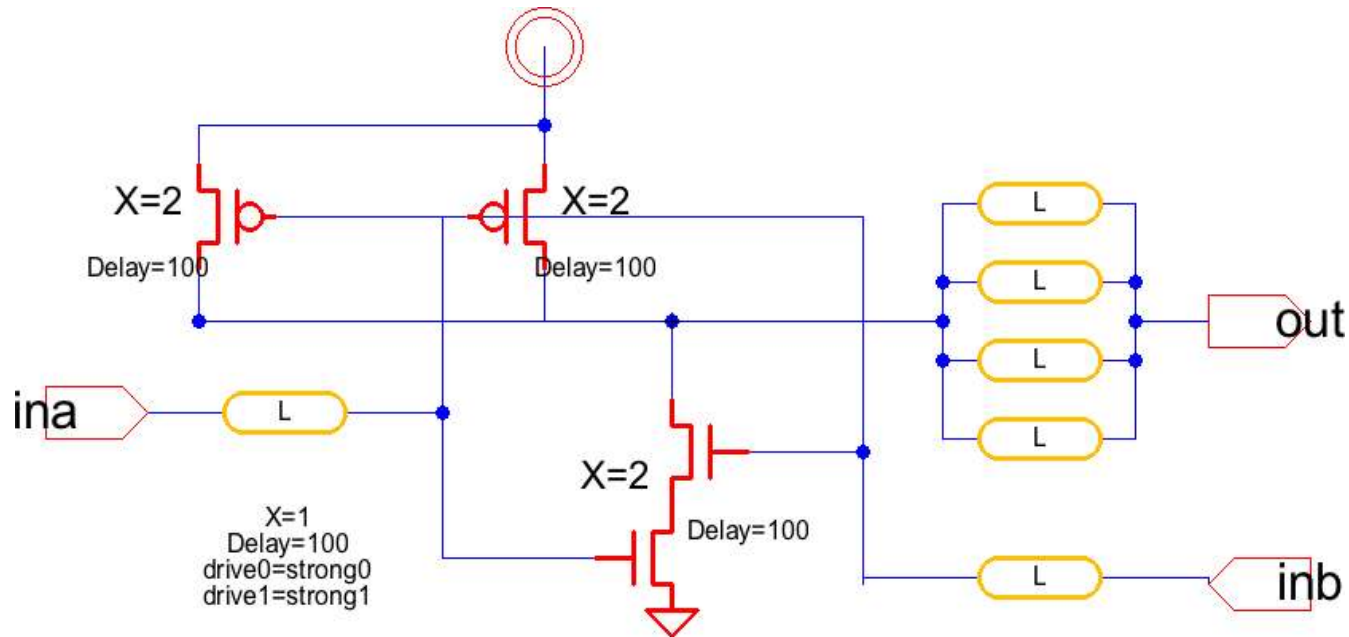 X=2
X=2
Delay=100
Delay=100
L
L
L
L
out
ina
L
X=2
Delay=100
X=1
Delay=100
drive0=strong0
drive1=strong1
L
inb